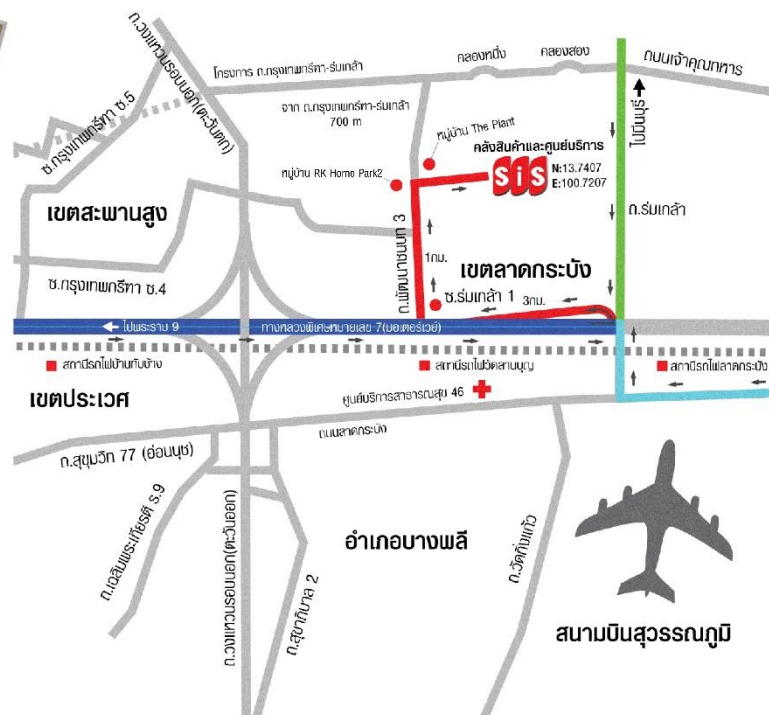 ถ.วงแหวนรอบนอก(ตะวันตก)
โครงการ ถ.กรุงเทพกรีฑา-ร่มเกล้า
คลองหนึ่ง
คลองสอง
ถนนเจ้าคุณทหาร
ซ.กรุงเทพกรีฑา ซ.5
จาก ถ.กรุงเทพกรีฑา-ร่มเกล้า
700 m
ไปมีนบุรี
หมู่บ้าน The Plant
คลังสินค้าและศูนย์บริการ
หมู่บ้าน RK Home Park2
SiS
N:13.7407
E:100.7207
เขตสะพานสูง
ถ.พัฒนาชนบท 3
ถ.ร่มเกล้า
1กม.
เขตลาดกระบัง
ซ.กรุงเทพกรีฑา ซ.4
ซ.ร่มเกล้า 1
3กม.
ไปพระราม 9
ทางหลวงพิเศษหมายเลข 7(มอเตอร์เวย์)
สถานีรถไฟบ้านทับช้าง
สถานีรถไฟวัดลานบุญ
สถานีรถไฟลาดกระบัง
เขตประเวศ
ศูนย์บริการสาธารณสุข 46
ถนนลาดกระบัง
ถ.สุขุมวิท 77 (อ่อนนุช)
ถ.เฉลิมพระเกียรติ ร.9
ถ.วงแหวนรอบนอก(ตะวันออก)
ถ.สุขาภิบาล 2
อำเภอบางพลี
ถ.วัดกิ่งแก้ว
สนามบินสุวรรณภูมิ